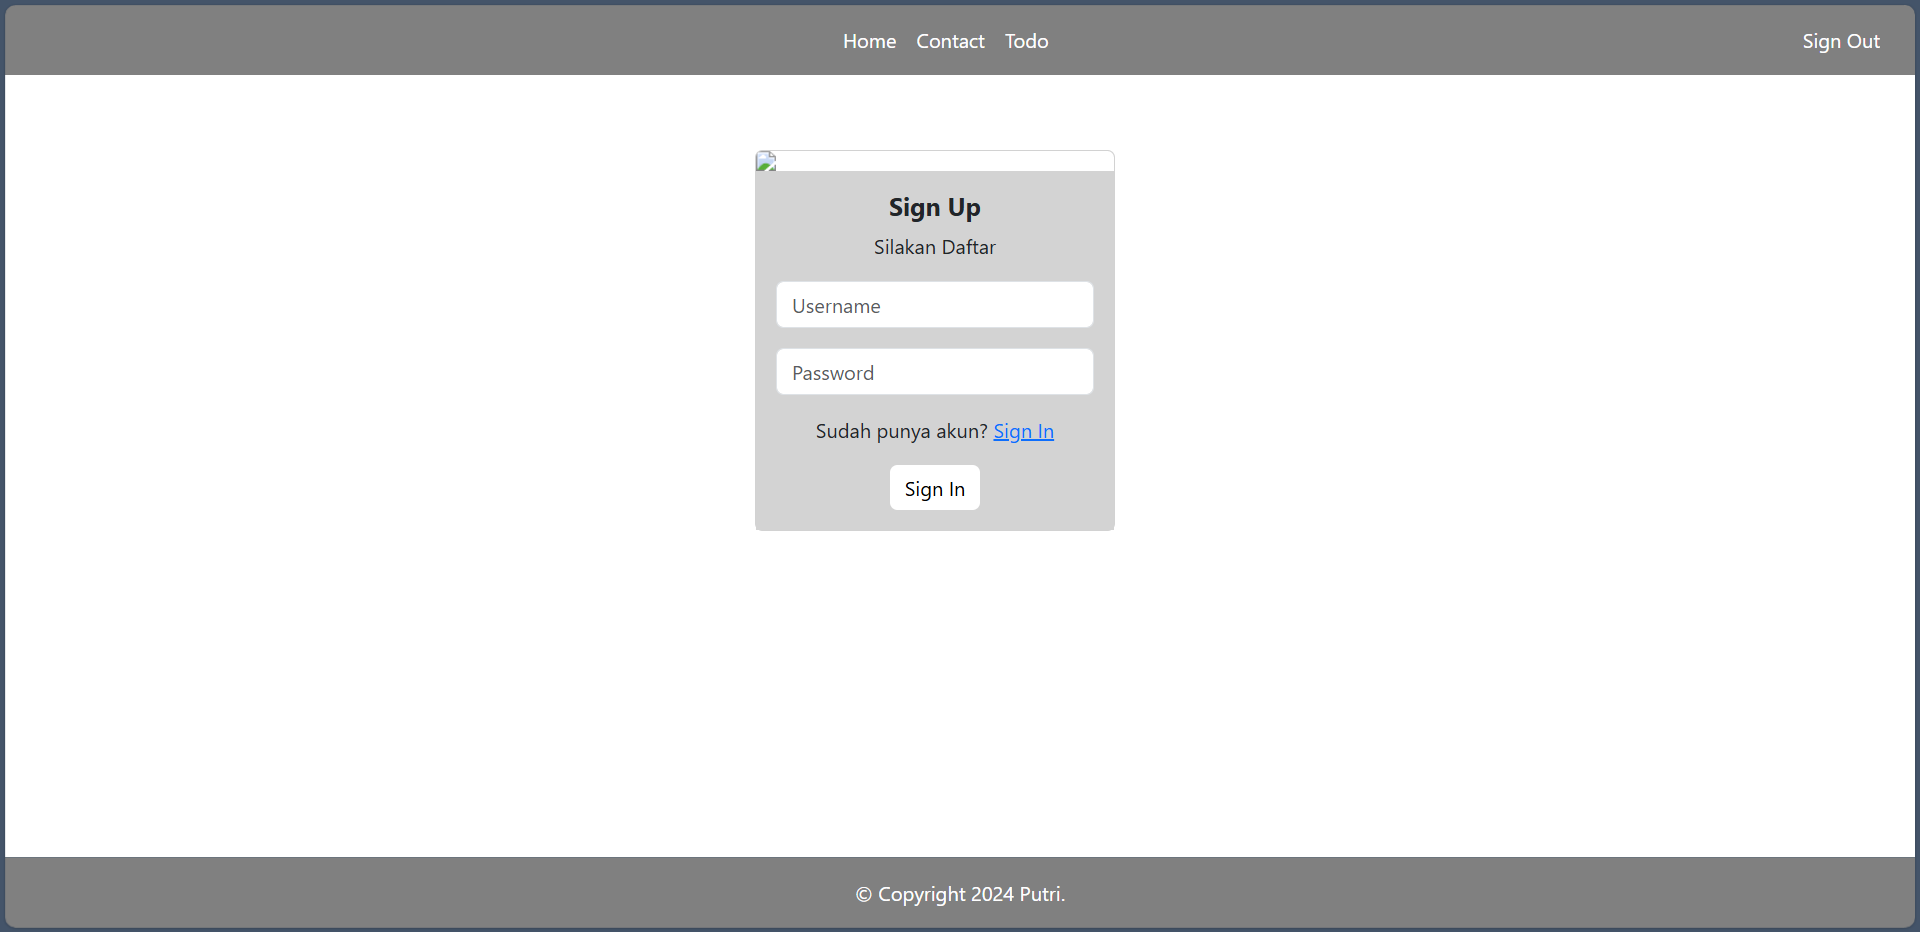 Home Contact Todo Sign Out
Sign Up
Silakan Daftar
Username
Password
Sudah punya akun? Sign In
Sign In
© Copyright 2024 Putri.